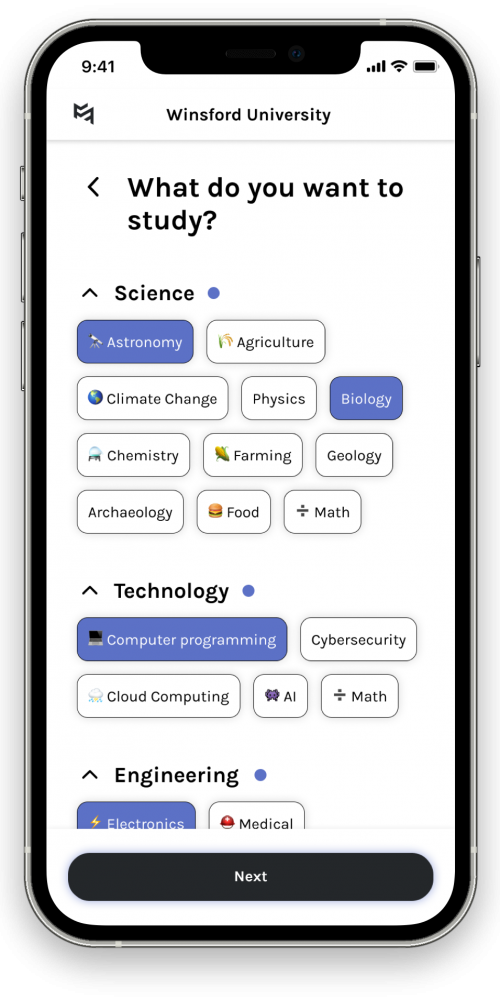 9:41
Winsford University
What do you want to
study?
Science
Astronomy Agriculture
Climate Change Physics Biology
Chemistry Farming Geology
Archaeology Food Math
Technology
Computer programming Cybersecurity
Cloud Computing AI Math
Engineering
Electronics Medical
Next